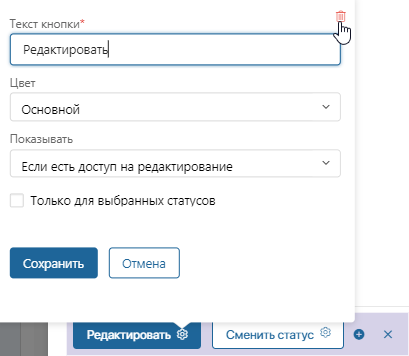 Текст кнопки*
Редактировать
Цвет
Основной
Показывать
Если есть доступ на редактирование
Только для выбранных статусов
Сохранить Отмена
Редактировать Сменить статус